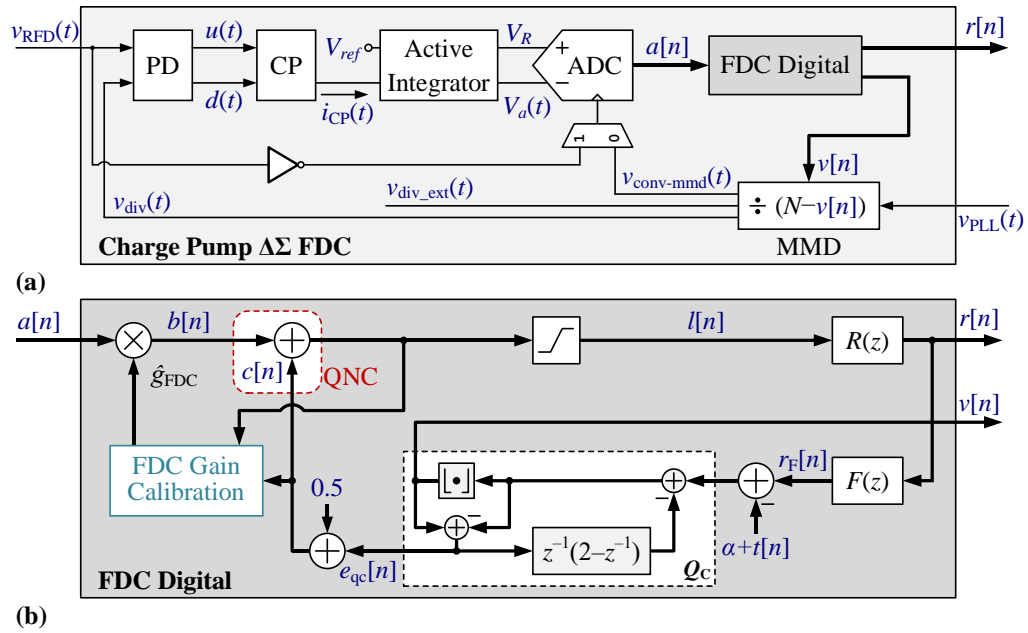 v_RFD(t)
u(t)
V_ref
V_R
a[n]
r[n]
PD
CP
Active
Integrator
+
−
ADC
FDC Digital
d(t)
i_CP(t)
V_a(t)
1
0
v_conv-mmd(t)
v[n]
v_div(t)
v_div_ext(t)
÷ (N−v[n])
v_PLL(t)
Charge Pump ΔΣ FDC
MMD
(a)
a[n]
b[n]
l[n]
r[n]
×
+
R(z)
ĝ_FDC
c[n]
QNC
v[n]
FDC Gain
Calibration
0.5
⌊•⌋
+
−
+
−
r_F[n]
F(z)
+
−
+
e_qc[n]
z⁻¹(2–z⁻¹)
α+t[n]
Q_C
FDC Digital
(b)